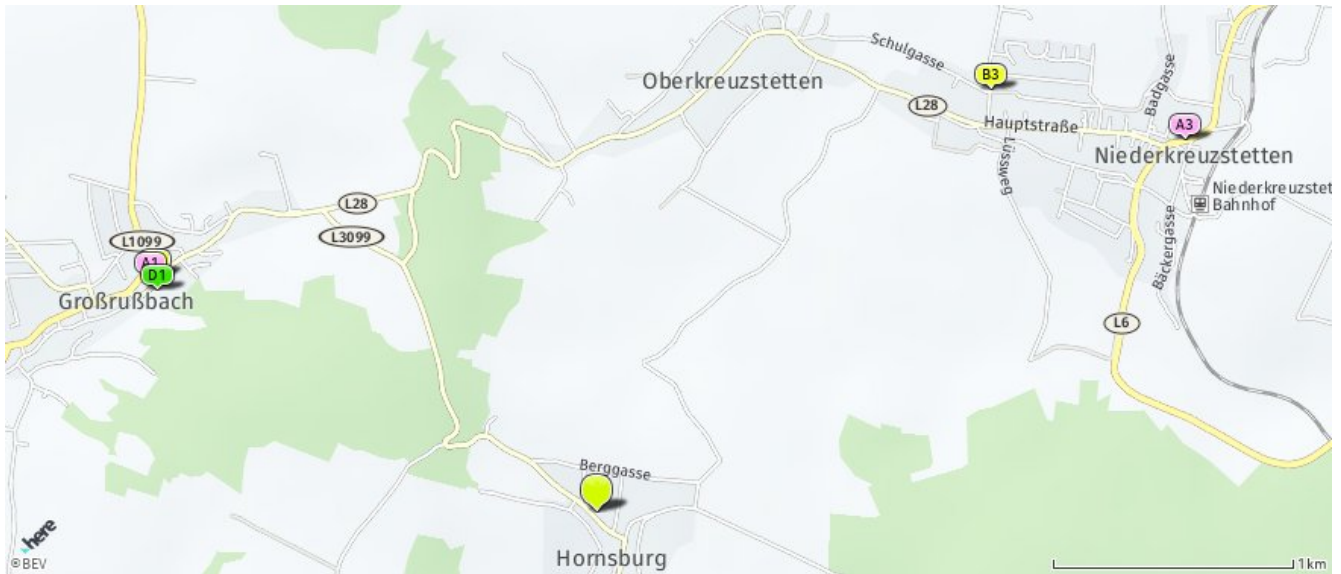 Schulgasse
B3
Oberkreuzstetten
L28
Badgasse
Hauptstraße
A3
Niederkreuzstetten
Lüssweg
Niederkreuzstet
Bahnhof
L28
L1099
L3099
A1
D1
Großrußbach
Bäckergasse
L6
Berggasse
Hornsburg
here
©BEV
1km